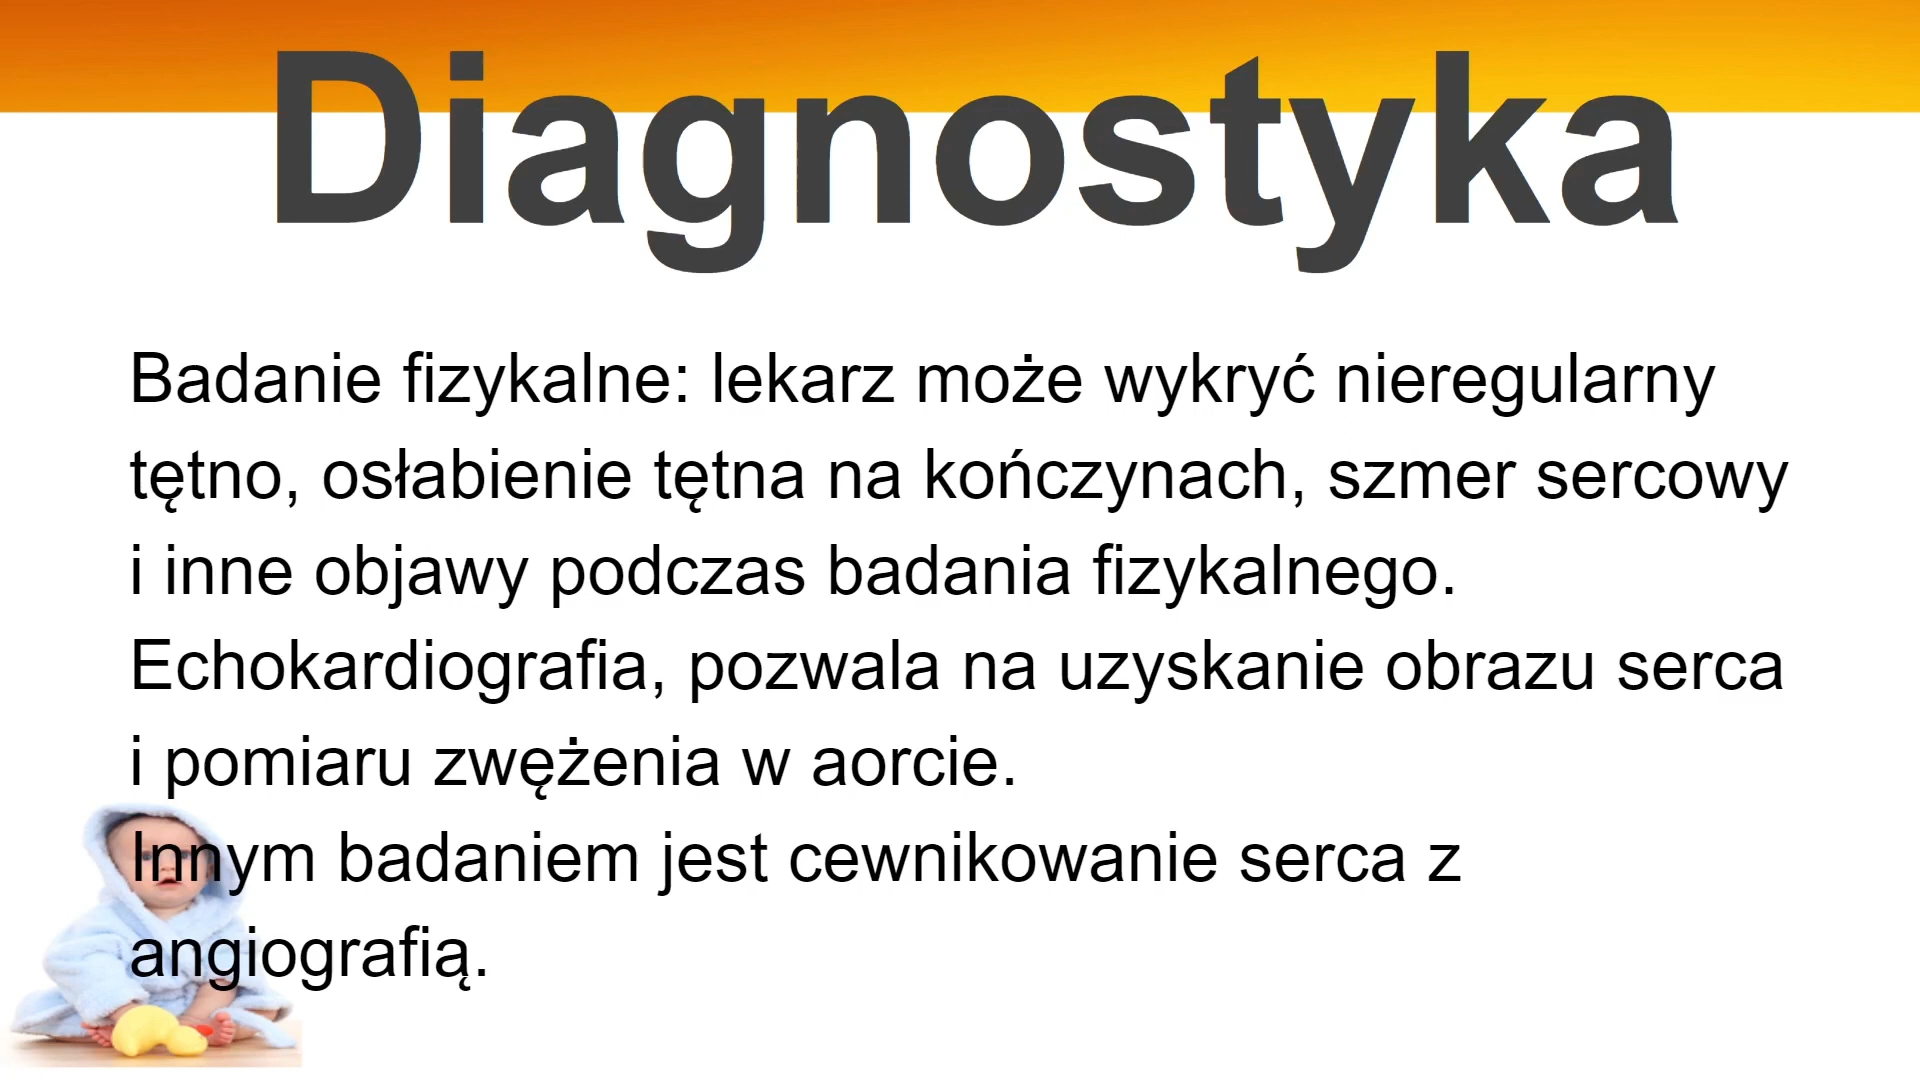 Diagnostyka
Badanie fizykalne: lekarz może wykryć nieregularny
tętno, osłabienie tętna na kończynach, szmer sercowy
i inne objawy podczas badania fizykalnego.
Echokardiografia, pozwala na uzyskanie obrazu serca
i pomiaru zwężenia w aorcie.
Innym badaniem jest cewnikowanie serca z
angiografią.